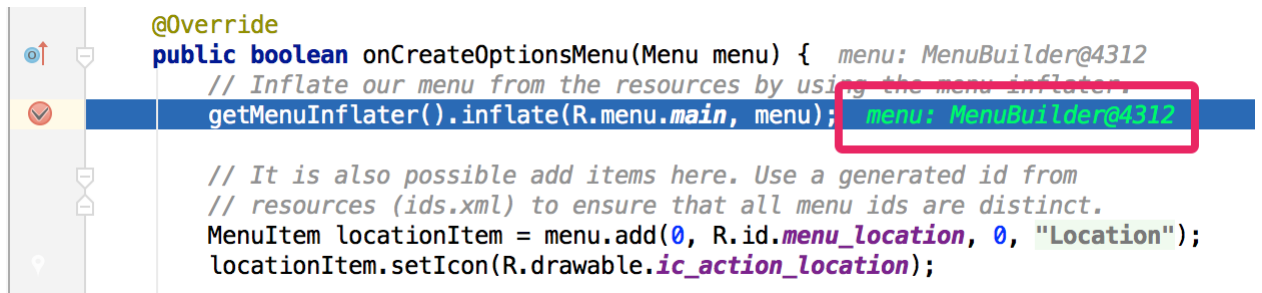 @Override
public boolean onCreateOptionsMenu(Menu menu) { menu: MenuBuilder@4312
// Inflate our menu from the resources by using the menu inflater.
getMenuInflater().inflate(R.menu.main, menu); menu: MenuBuilder@4312
// It is also possible add items here. Use a generated id from
// resources (ids.xml) to ensure that all menu ids are distinct.
MenuItem locationItem = menu.add(0, R.id.menu_location, 0, "Location");
locationItem.setIcon(R.drawable.ic_action_location);